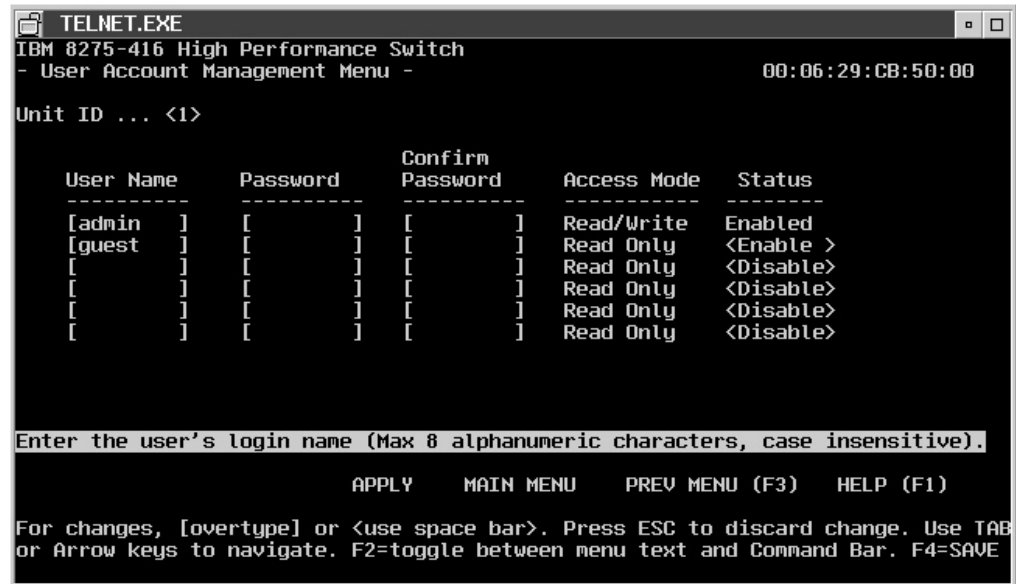 TELNET.EXE
IBM 8275-416 High Performance Switch
- User Account Management Menu - 00:06:29:CB:50:00
Unit ID ... <1>
Confirm
User Name Password Password Access Mode Status
---------- ---------- ---------- ----------- --------
[admin ] [ ] [ ] Read/Write Enabled
[guest ] [ ] [ ] Read Only <Enable >
[ ] [ ] [ ] Read Only <Disable>
[ ] [ ] [ ] Read Only <Disable>
[ ] [ ] [ ] Read Only <Disable>
[ ] [ ] [ ] Read Only <Disable>
Enter the user's login name (Max 8 alphanumeric characters, case insensitive).
APPLY MAIN MENU PREV MENU (F3) HELP (F1)
For changes, [overtype] or <use space bar>. Press ESC to discard change. Use TAB
or Arrow keys to navigate. F2=toggle between menu text and Command Bar. F4=SAVE